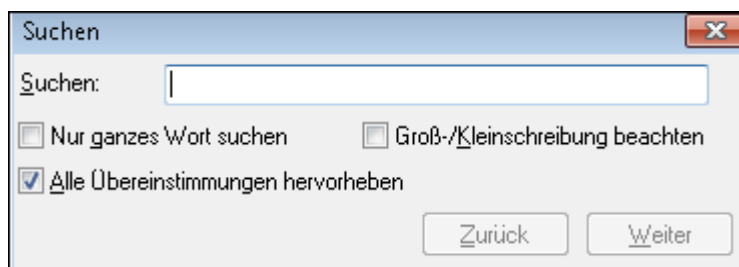 Suchen
Suchen:
Nur ganzes Wort suchen Groß-/Kleinschreibung beachten
Alle Übereinstimmungen hervorheben
Zurück Weiter